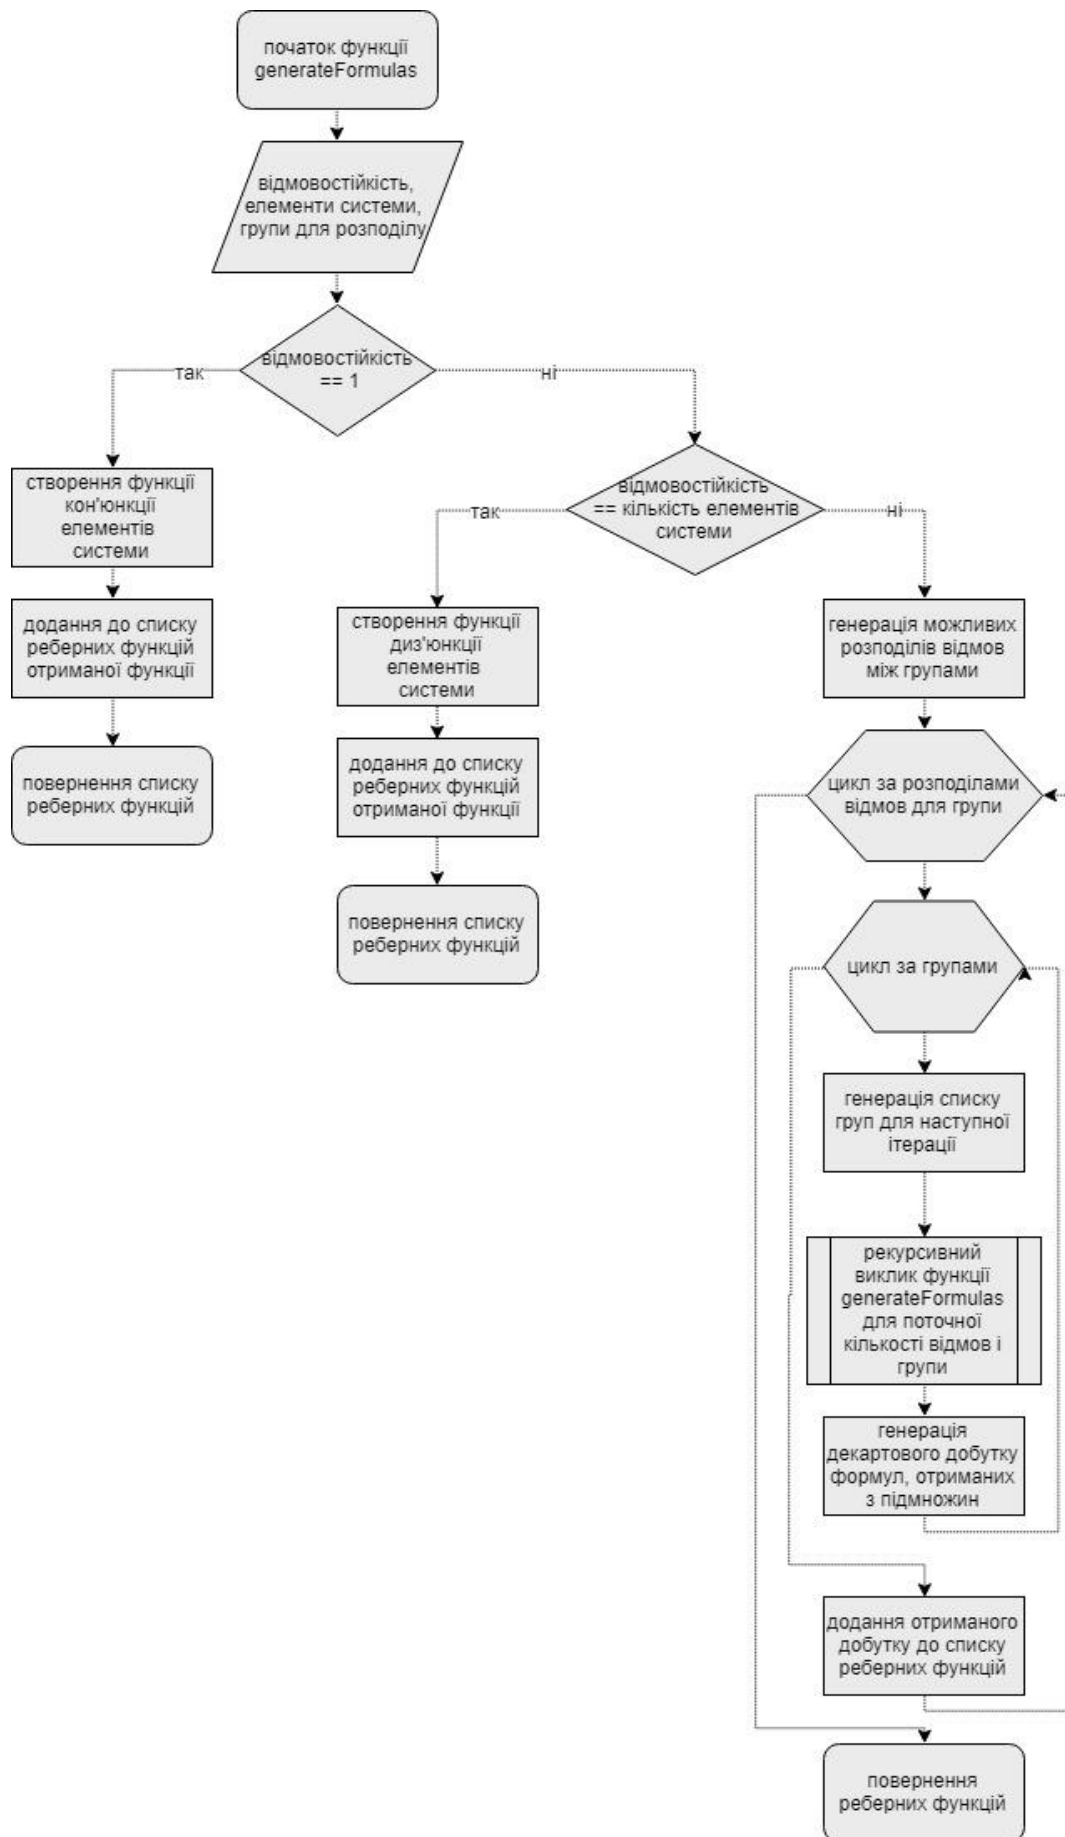 початок функції
generateFormulas
відмовостійкість,
елементи системи,
групи для розподілу
відмовостійкість
== 1
так
ні
створення функції
кон'юнкції
елементів
системи
додання до списку
реберних функцій
отриманої функції
повернення списку
реберних функцій
відмовостійкість
== кількість елементів
системи
так
ні
створення функції
диз'юнкції
елементів
системи
додання до списку
реберних функцій
отриманої функції
повернення списку
реберних функцій
генерація можливих
розподілів відмов
між групами
цикл за розподілами
відмов для групи
цикл за групами
генерація списку
груп для наступної
ітерації
рекурсивний
виклик функції
generateFormulas
для поточної
кількості відмов і
групи
генерація
декартового добутку
формул, отриманих
з підмножин
додання отриманого
добутку до списку
реберних функцій
повернення
реберних функцій